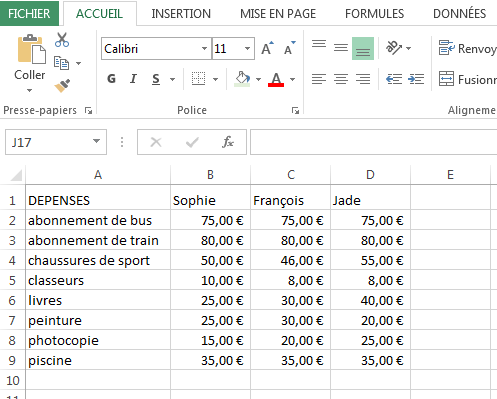 FICHIER ACCUEIL INSERTION MISE EN PAGE FORMULES DONNÉES
Calibri 11 A A Renvoy
Coller G I S A Fusionn
Presse-papiers Police Aligneme
J17 fx
A B C D E
1 DEPENSES Sophie François Jade
2 abonnement de bus 75,00 € 75,00 € 75,00 €
3 abonnement de train 80,00 € 80,00 € 80,00 €
4 chaussures de sport 50,00 € 46,00 € 55,00 €
5 classeurs 10,00 € 8,00 € 8,00 €
6 livres 25,00 € 30,00 € 40,00 €
7 peinture 25,00 € 30,00 € 20,00 €
8 photocopie 15,00 € 20,00 € 25,00 €
9 piscine 35,00 € 35,00 € 35,00 €
10
11